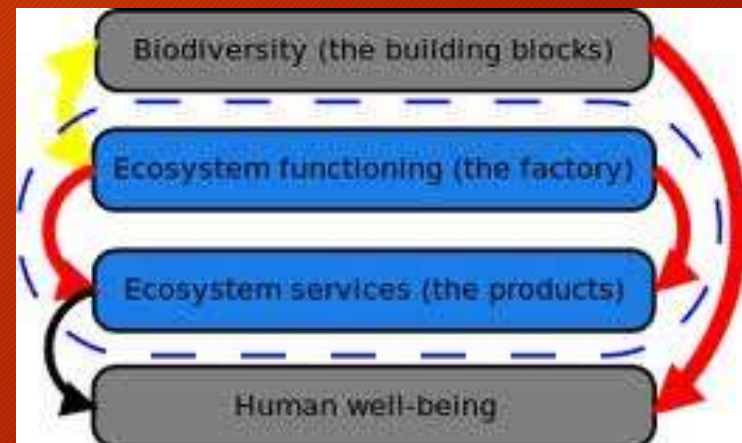 Biodiversity (the building blocks)
Ecosystem functioning (the factory)
Ecosystem services (the products)
Human well-being